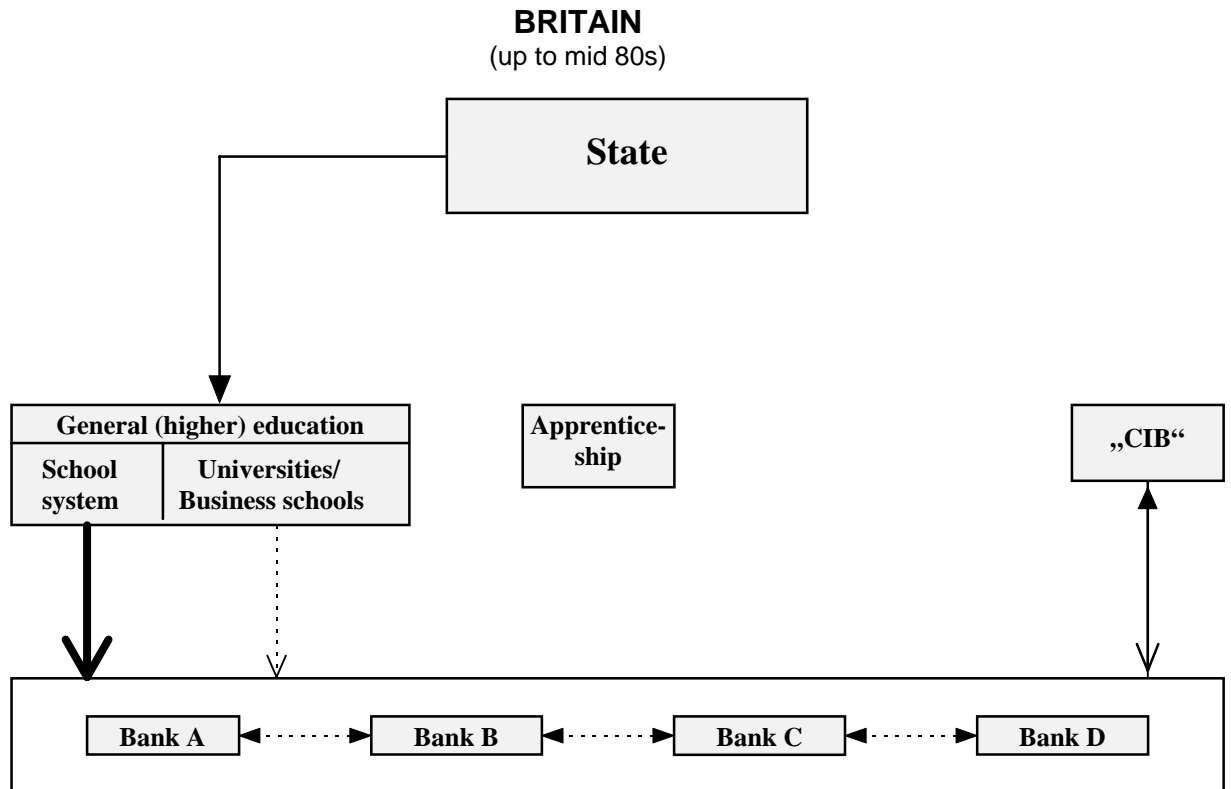 BRITAIN
(up to mid 80s)
State
General (higher) education
School
system
Universities/
Business schools
Apprentice-
ship
„CIB“
Bank A
Bank B
Bank C
Bank D